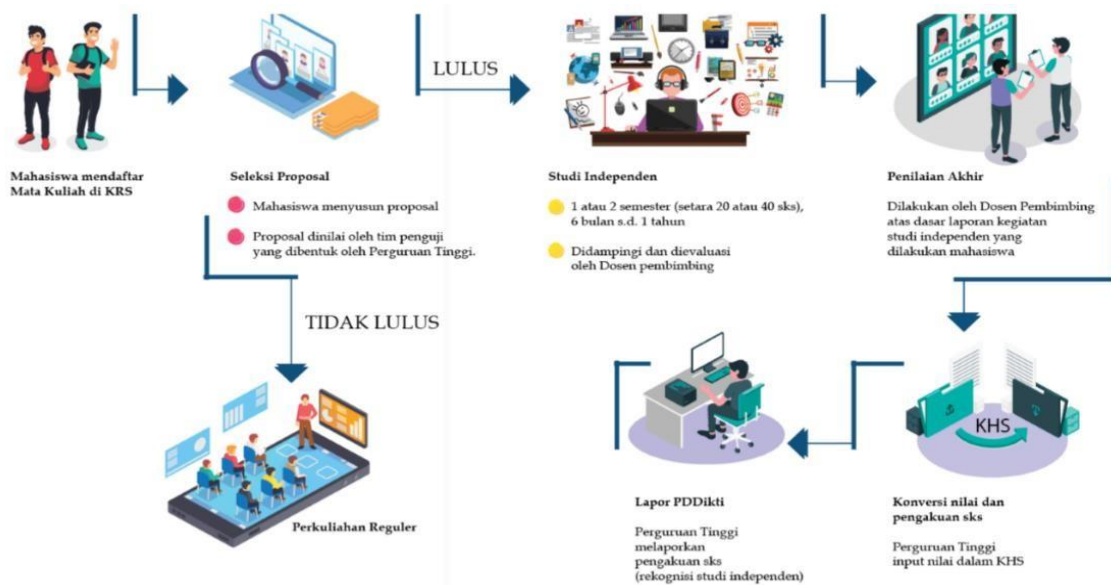 LULUS
Mahasiswa mendaftar
Mata Kuliah di KRS
Seleksi Proposal
Mahasiswa menyusun proposal
Proposal dinilai oleh tim penguji
yang dibentuk oleh Perguruan Tinggi.
Studi Independen
1 atau 2 semester (setara 20 atau 40 sks),
6 bulan s.d. 1 tahun
Didampingi dan dievaluasi
oleh Dosen pembimbing
Penilaian Akhir
Dilakukan oleh Dosen Pembimbing
atas dasar laporan kegiatan
studi independen yang
dilakukan mahasiswa
TIDAK LULUS
Perkuliahan Reguler
KHS
Konversi nilai dan
pengakuan sks
Perguruan Tinggi
input nilai dalam KHS
Lapor PDDikti
Perguruan Tinggi
melaporkan
pengakuan sks
(rekognisi studi independen)